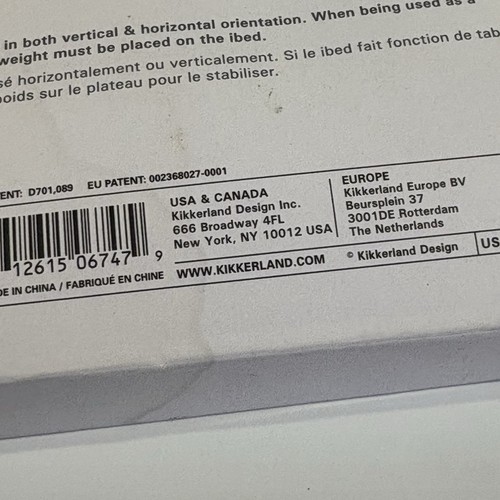 in both vertical & horizontal orientation. When being used as a
weight must be placed on the ibed.
sé horizontalement ou verticalement. Si le ibed fait fonction de tab
poids sur le plateau pour le stabiliser.
ENT: D701,089 EU PATENT: 002368027-0001
12615 06747 9
DE IN CHINA / FABRIQUÉ EN CHINE
USA & CANADA
Kikkerland Design Inc.
666 Broadway 4FL
New York, NY 10012 USA
EUROPE
Kikkerland Europe BV
Beursplein 37
3001DE Rotterdam
The Netherlands
WWW.KIKKERLAND.COM
© Kikkerland Design
US